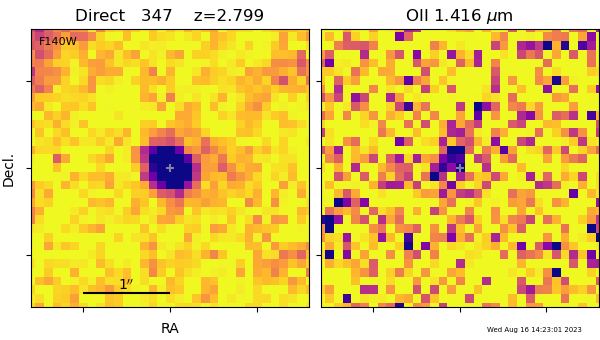 Direct 347 z=2.799
OII 1.416 μm
F140W
Decl.
1″
RA
Wed Aug 16 14:23:01 2023